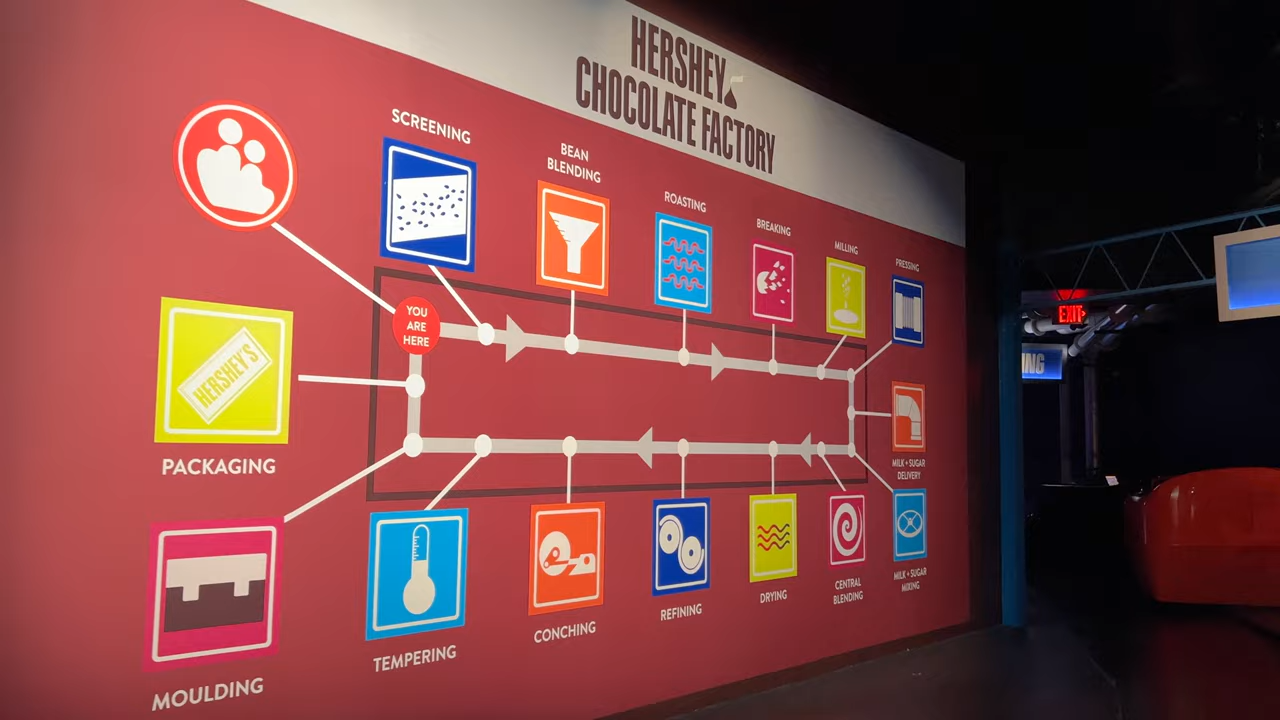 HERSHEY
CHOCOLATE FACTORY
SCREENING
BEAN
BLENDING
ROASTING
BREAKING
MILLING
PRESSING
YOU
ARE
HERE
EXIT
NG
HERSHEY'S
PACKAGING
MILK + SUGAR
DELIVERY
MILK + SUGAR
MIXING
CENTRAL
BLENDING
DRYING
REFINING
CONCHING
TEMPERING
MOULDING